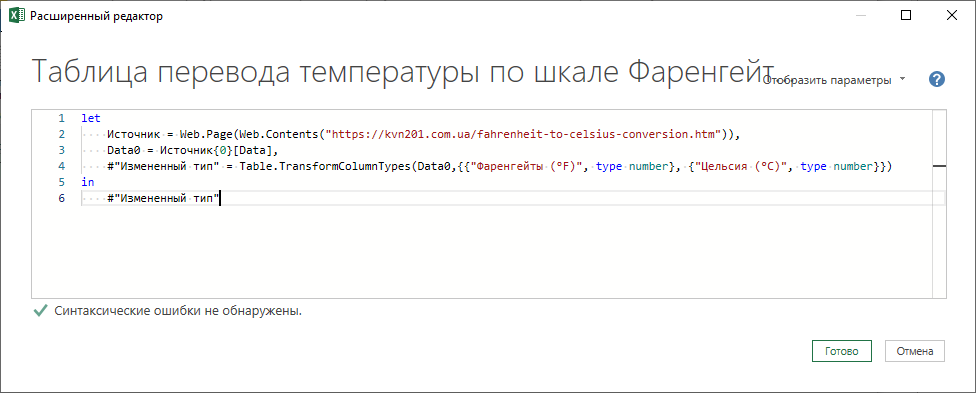 Расширенный редактор
Таблица перевода температуры по шкале Фаренгейт...
Отобразить параметры
1 let
2 Источник = Web.Page(Web.Contents("https://kvn201.com.ua/fahrenheit-to-celsius-conversion.htm")),
3 Data0 = Источник{0}[Data],
4 #"Измененный тип" = Table.TransformColumnTypes(Data0,{{"Фаренгейты (°F)", type number}, {"Цельсия (°C)", type number}})
5 in
6 #"Измененный тип"
Синтаксические ошибки не обнаружены.
Готово
Отмена